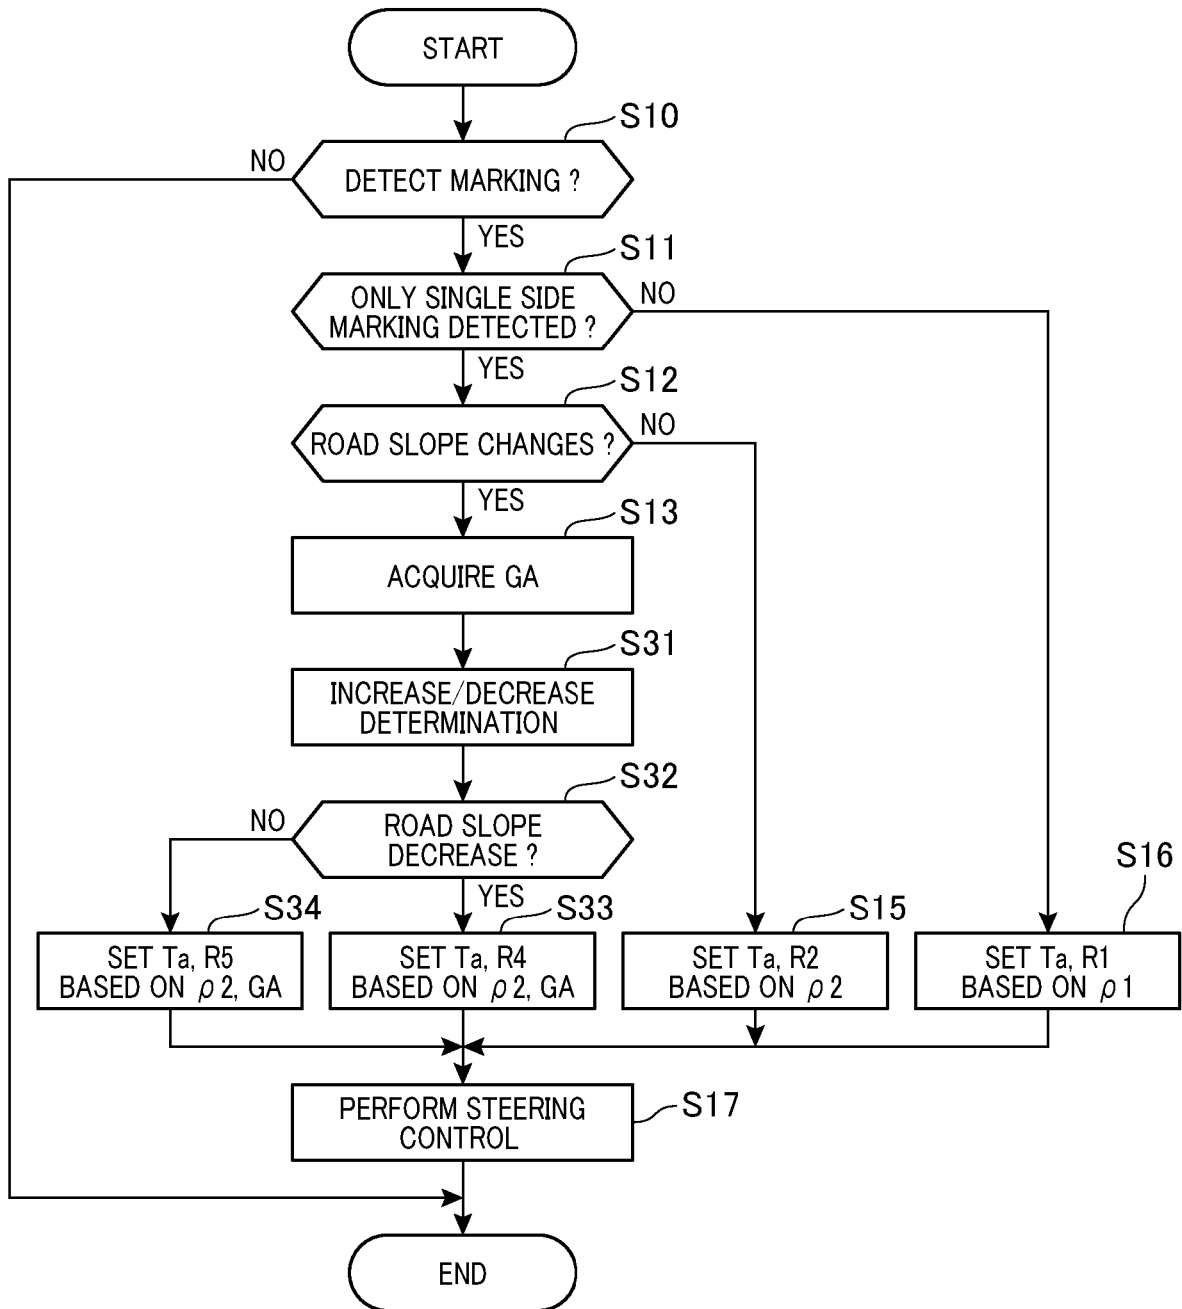 START
S10
NO
DETECT MARKING ?
YES
S11
ONLY SINGLE SIDE
MARKING DETECTED ?
NO
YES
S12
ROAD SLOPE CHANGES ?
NO
YES
S13
ACQUIRE GA
S31
INCREASE/DECREASE
DETERMINATION
S32
NO
ROAD SLOPE
DECREASE ?
YES
S34
SET Ta, R5
BASED ON ρ2, GA
S33
SET Ta, R4
BASED ON ρ2, GA
S15
SET Ta, R2
BASED ON ρ2
S16
SET Ta, R1
BASED ON ρ1
S17
PERFORM STEERING
CONTROL
END